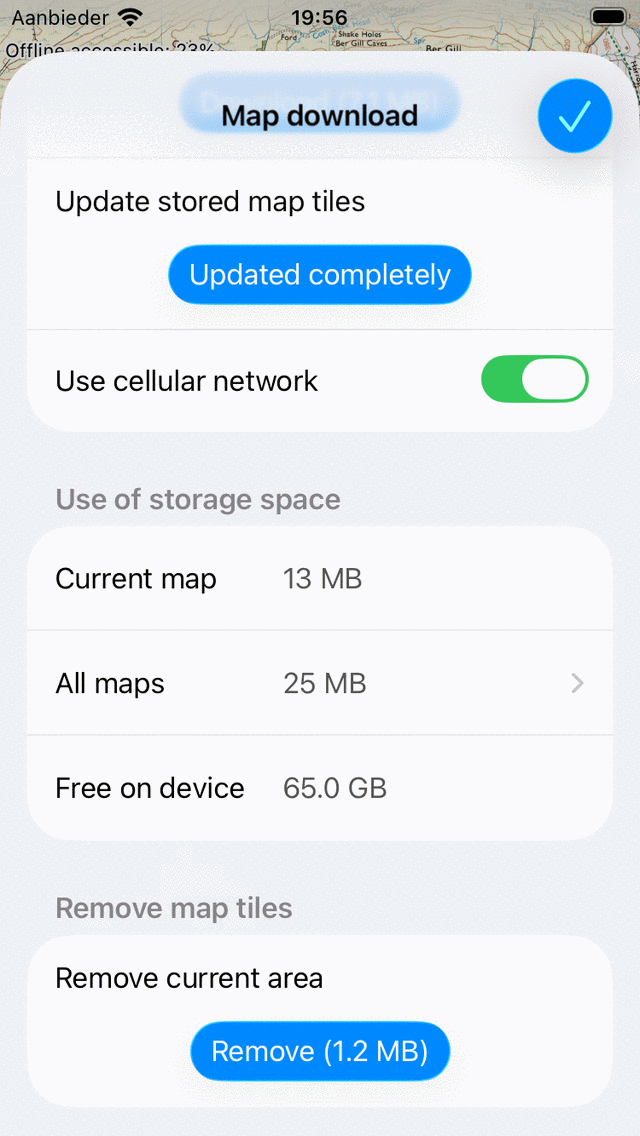 Aanbieder 19:56
Offline accessible: 23%
Ford
Shake Holes
Ber Gill Caves
Ber Gill
Map download
Update stored map tiles
Updated completely
Use cellular network
Use of storage space
Current map 13 MB
All maps 25 MB
Free on device 65.0 GB
Remove map tiles
Remove current area
Remove (1.2 MB)